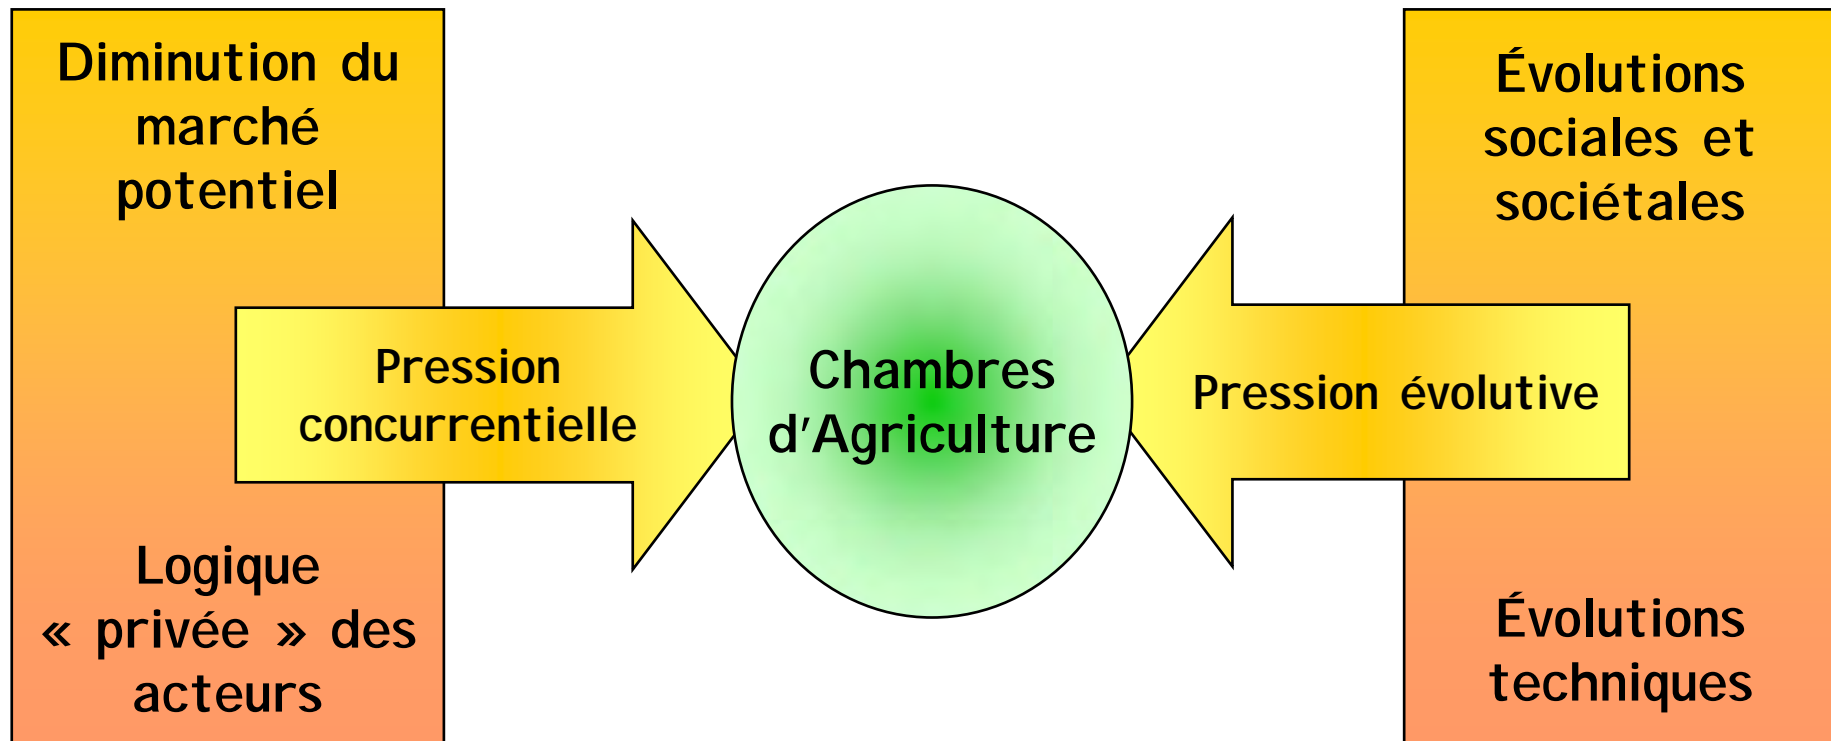 Diminution du
marché
potentiel
Pression
concurrentielle
Logique
« privée » des
acteurs
Chambres
d'Agriculture
Évolutions
sociales et
sociétales
Pression évolutive
Évolutions
techniques